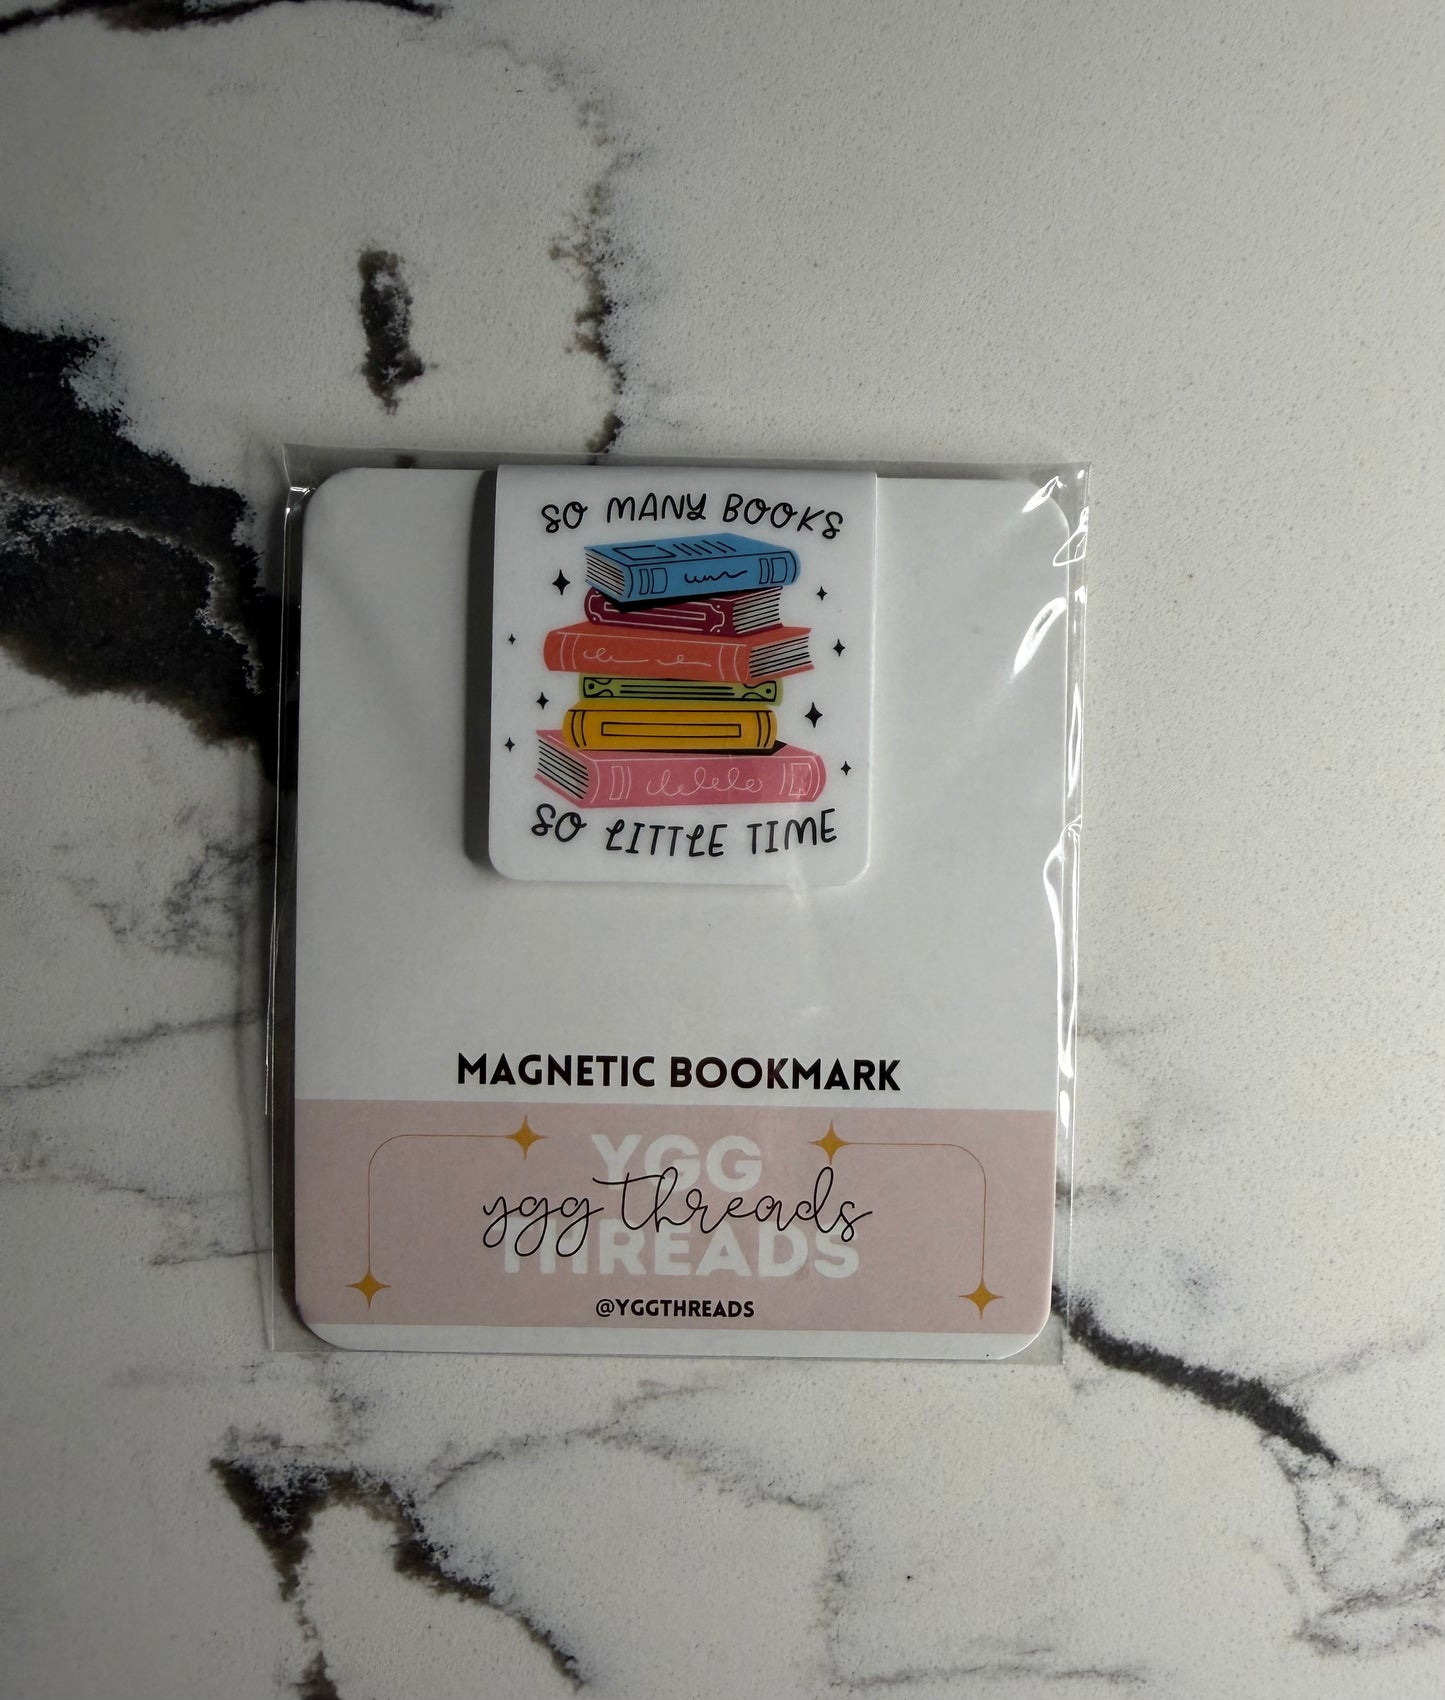 SO MANY BOOKS
SO LITTLE TIME
MAGNETIC BOOKMARK
YGG
ygg threads
THREADS
@YGGTHREADS